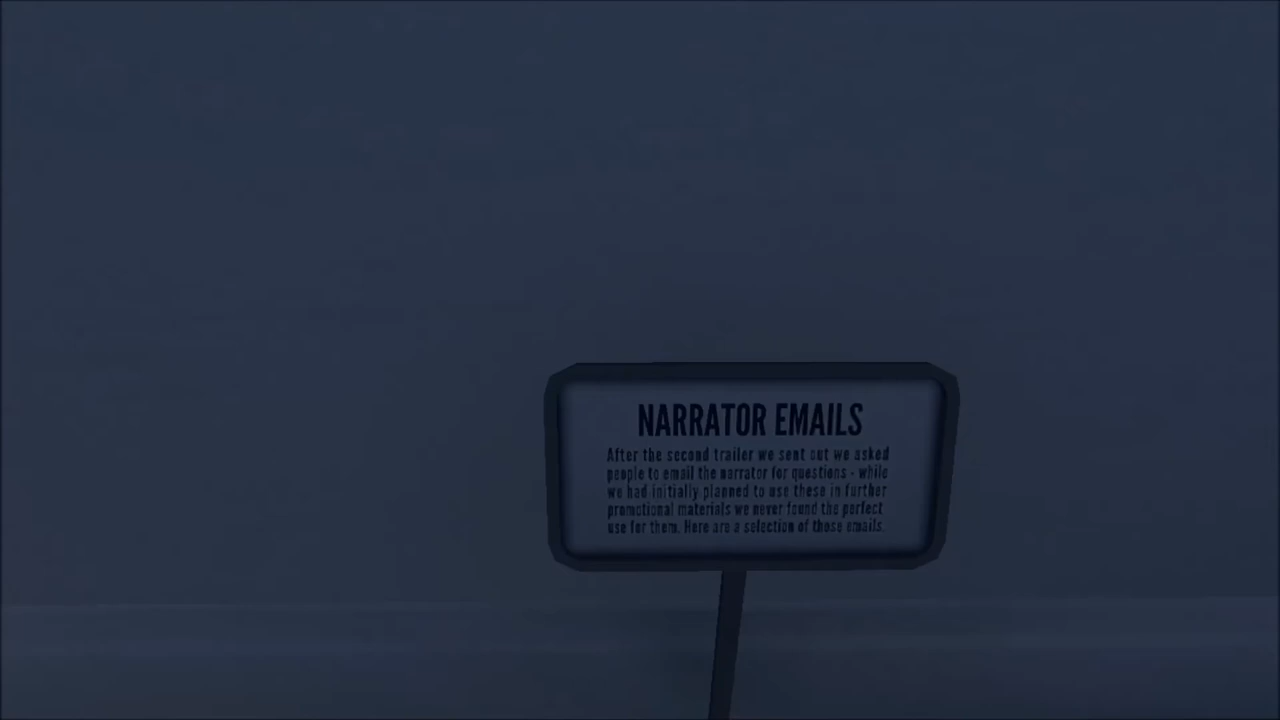 NARRATOR EMAILS
After the second trailer we sent out we asked
people to email the narrator for questions - while
we had initially planned to use these in further
promotional materials we never found the perfect
use for them. Here are a selection of those emails.